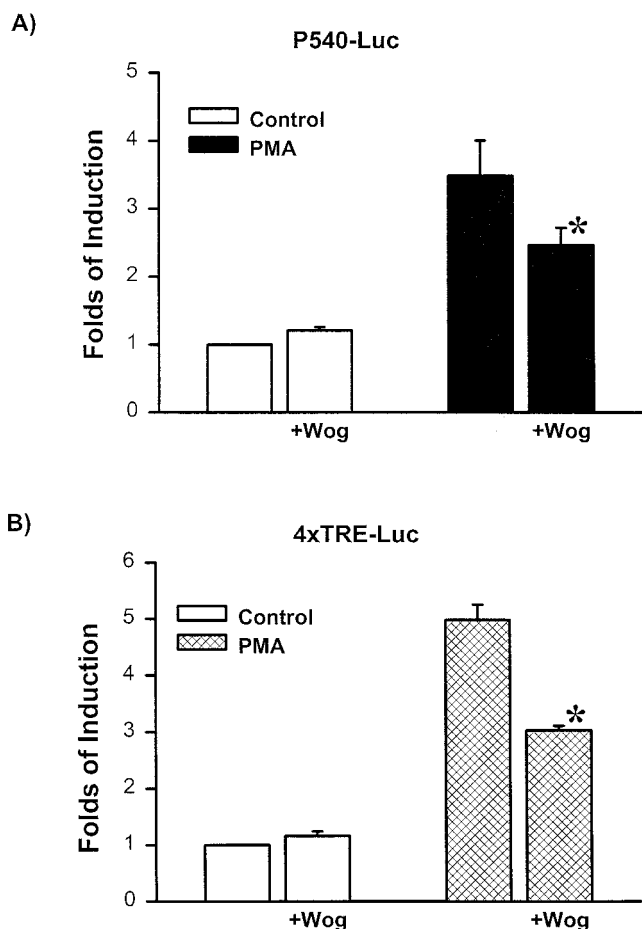 A)
P540-Luc
Folds of Induction
5
4
3
2
1
0
Control
PMA
*
+Wog
+Wog
B)
4xTRE-Luc
Folds of Induction
6
5
4
3
2
1
0
Control
PMA
*
+Wog
+Wog